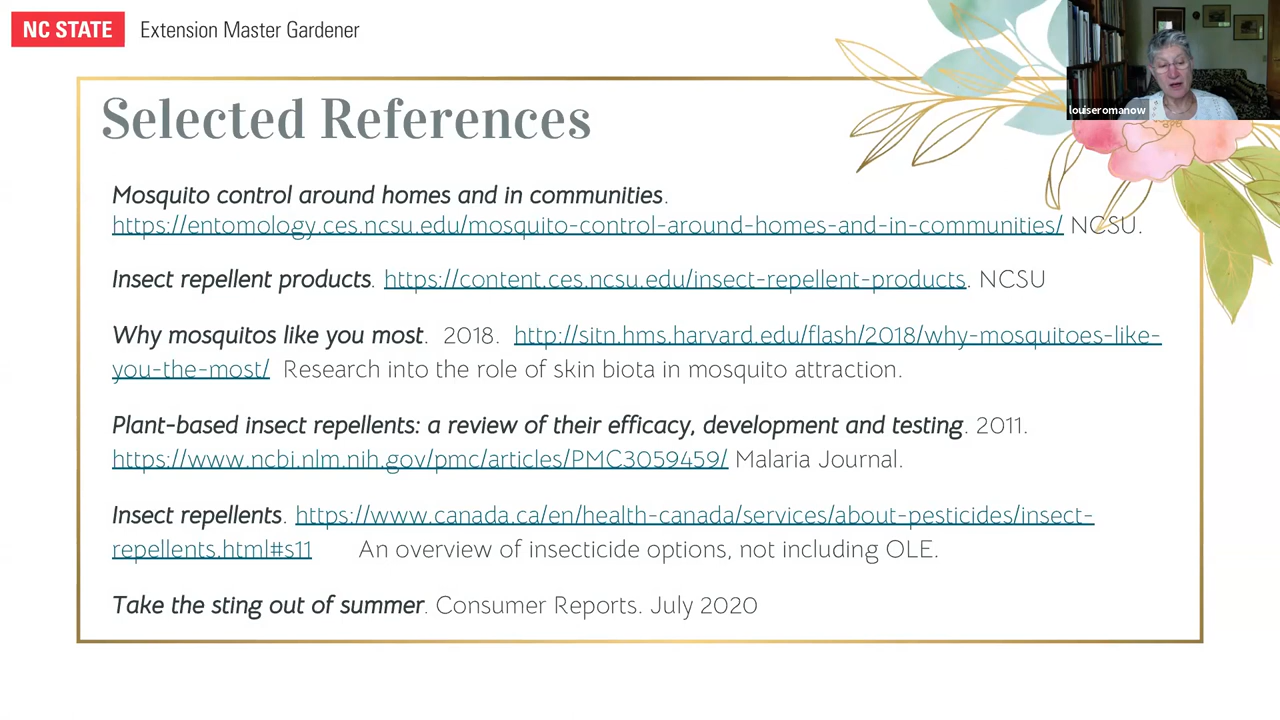 NC STATE Extension Master Gardener
louiseromanow
Selected References
Mosquito control around homes and in communities.
https://entomology.ces.ncsu.edu/mosquito-control-around-homes-and-in-communities/ NCSU.
Insect repellent products. https://content.ces.ncsu.edu/insect-repellent-products. NCSU
Why mosquitos like you most. 2018. http://sitn.hms.harvard.edu/flash/2018/why-mosquitoes-like-
you-the-most/ Research into the role of skin biota in mosquito attraction.
Plant-based insect repellents: a review of their efficacy, development and testing. 2011.
https://www.ncbi.nlm.nih.gov/pmc/articles/PMC3059459/ Malaria Journal.
Insect repellents. https://www.canada.ca/en/health-canada/services/about-pesticides/insect-
repellents.html#s11 An overview of insecticide options, not including OLE.
Take the sting out of summer. Consumer Reports. July 2020